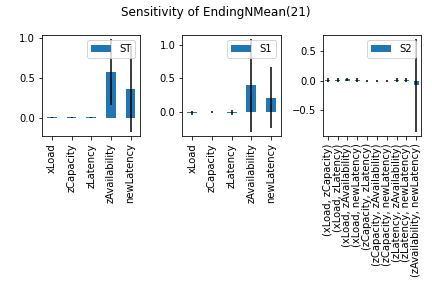 Sensitivity of EndingNMean(21)
ST
1.0
0.5
0.0
xLoad
zCapacity
zLatency
zAvailability
newLatency
S1
1.0
0.5
0.0
xLoad
zCapacity
zLatency
zAvailability
newLatency
S2
0.5
0.0
−0.5
(xLoad, zCapacity)
(xLoad, zLatency)
(xLoad, zAvailability)
(xLoad, newLatency)
(zCapacity, zLatency)
(zCapacity, zAvailability)
(zCapacity, newLatency)
(zLatency, zAvailability)
(zLatency, newLatency)
(zAvailability, newLatency)